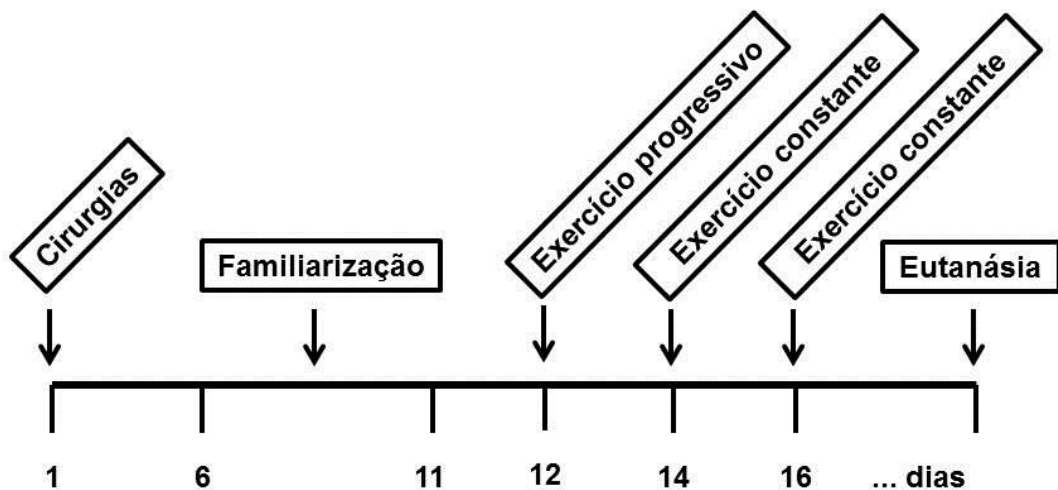 Cirurgias
Familiarização
Exercício progressivo
Exercício constante
Exercício constante
Eutanásia
1 6 11 12 14 16 ... dias